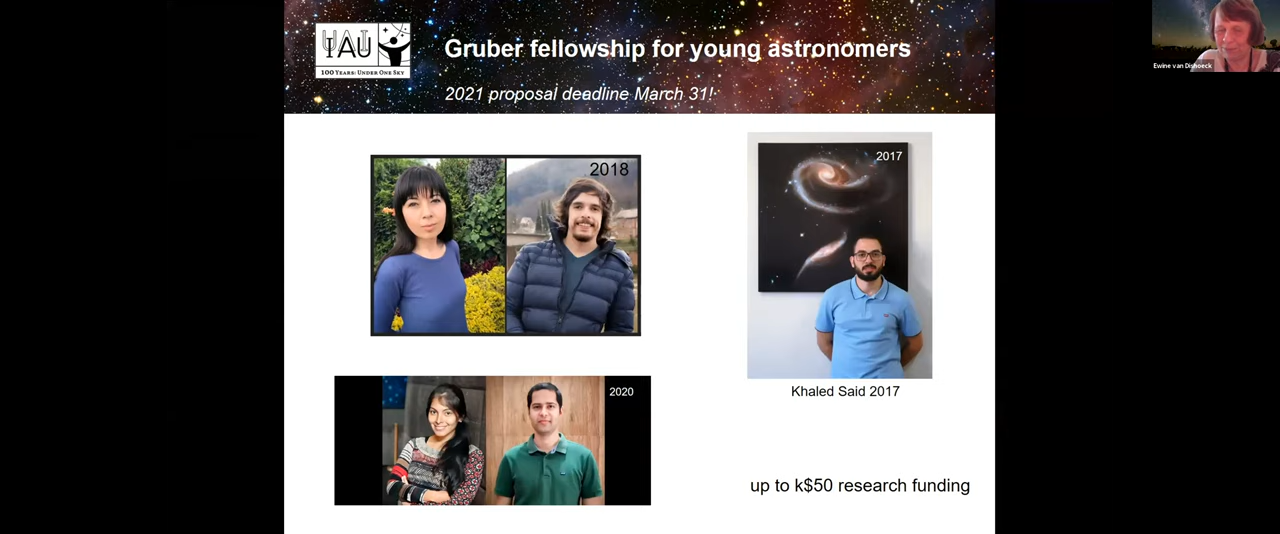 IAU
100 Years: Under One Sky
Gruber fellowship for young astronomers
2021 proposal deadline March 31!
Ewine van Dishoeck
2018
2017
Khaled Said 2017
2020
up to k$50 research funding